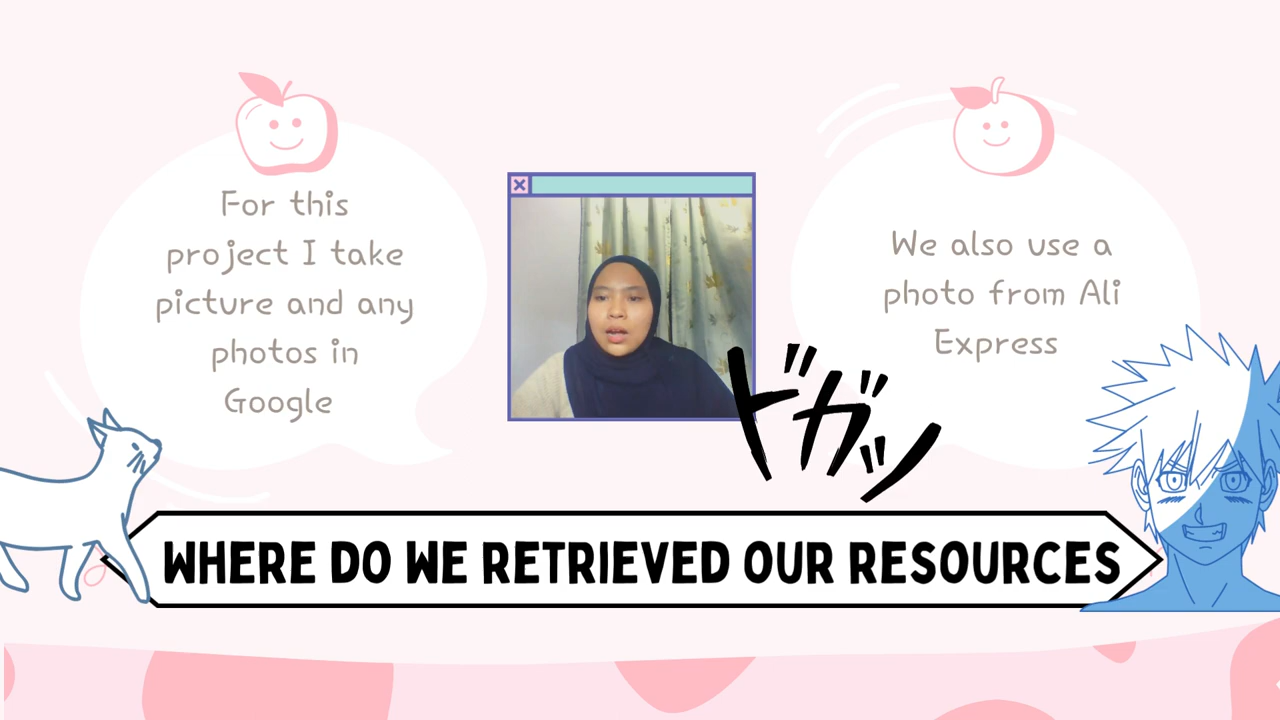 For this
project I take
picture and any
photos in
Google
We also use a
photo from Ali
Express
ドガッ
WHERE DO WE RETRIEVED OUR RESOURCES